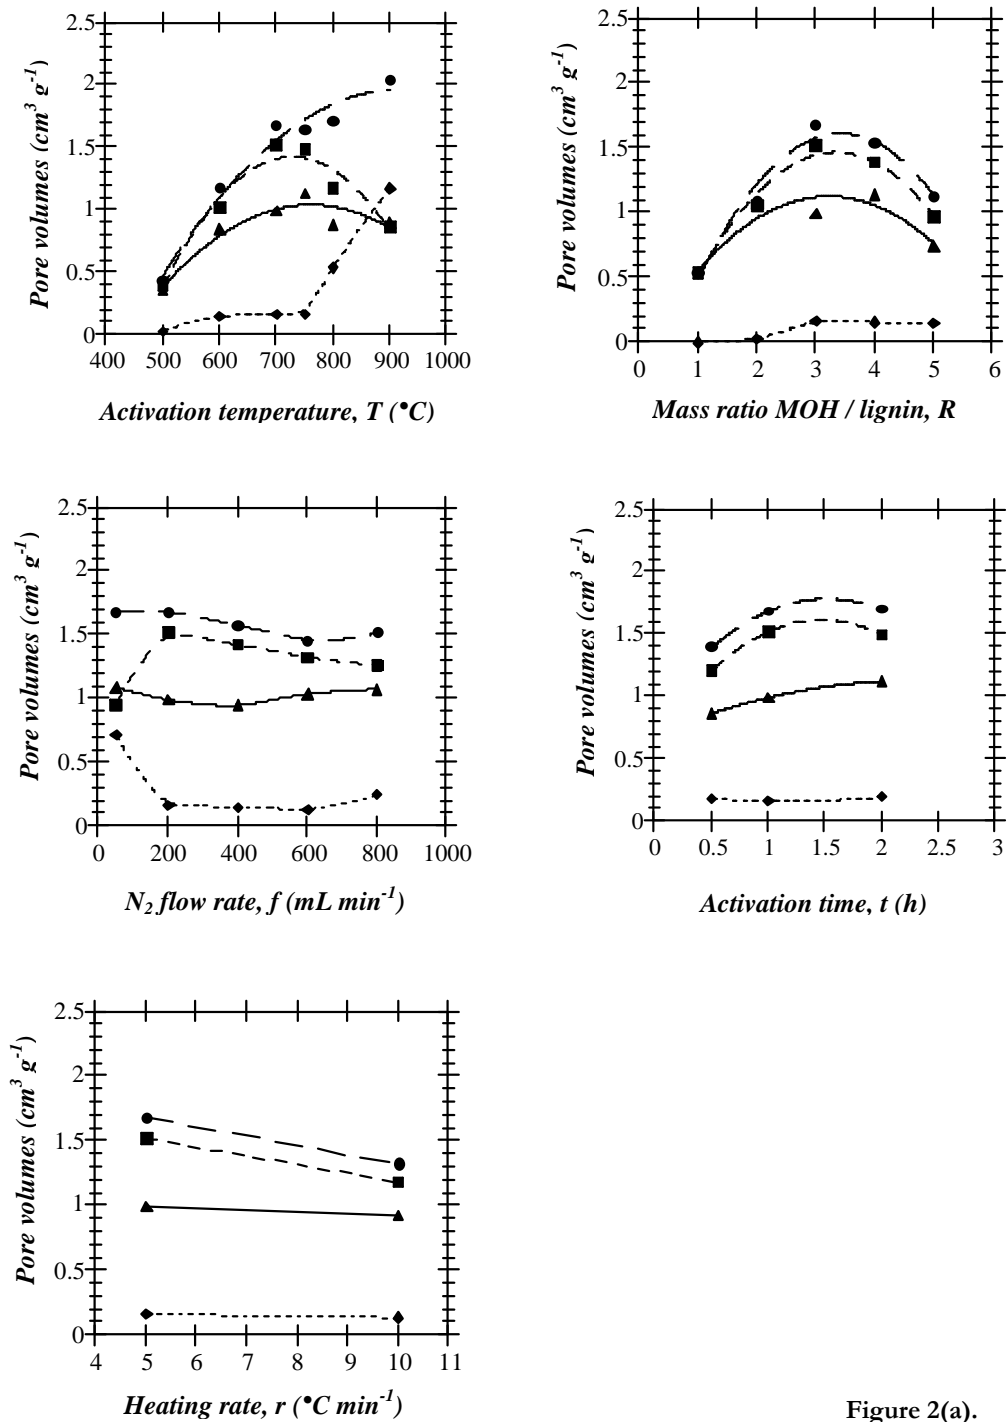 2.5
2
1.5
1
0.5
0
400 500 600 700 800 900 1000
Pore volumes (cm³ g⁻¹)
Activation temperature, T (°C)
2.5
2
1.5
1
0.5
0
0 1 2 3 4 5 6
Pore volumes (cm³ g⁻¹)
Mass ratio MOH / lignin, R
2.5
2
1.5
1
0.5
0
0 200 400 600 800 1000
Pore volumes (cm³ g⁻¹)
N₂ flow rate, f (mL min⁻¹)
2.5
2
1.5
1
0.5
0
0 0.5 1 1.5 2 2.5 3
Pore volumes (cm³ g⁻¹)
Activation time, t (h)
2.5
2
1.5
1
0.5
0
4 5 6 7 8 9 10 11
Pore volumes (cm³ g⁻¹)
Heating rate, r (°C min⁻¹)
Figure 2(a).